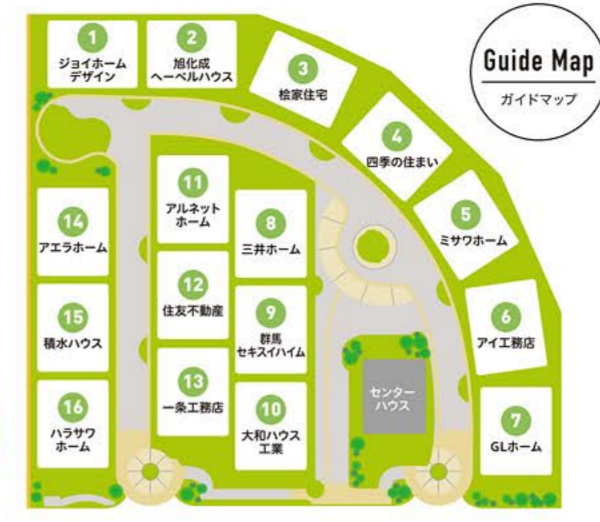 Guide Map
ガイドマップ
1
ジョイホーム
デザイン
2
旭化成
ヘーベルハウス
3
桧家住宅
4
四季の住まい
5
ミサワホーム
6
アイ工務店
7
GLホーム
8
三井ホーム
9
群馬
セキスイハイム
10
大和ハウス
工業
11
アルネット
ホーム
12
住友不動産
13
一条工務店
14
アエラホーム
15
積水ハウス
16
ハラサワ
ホーム
センター
ハウス